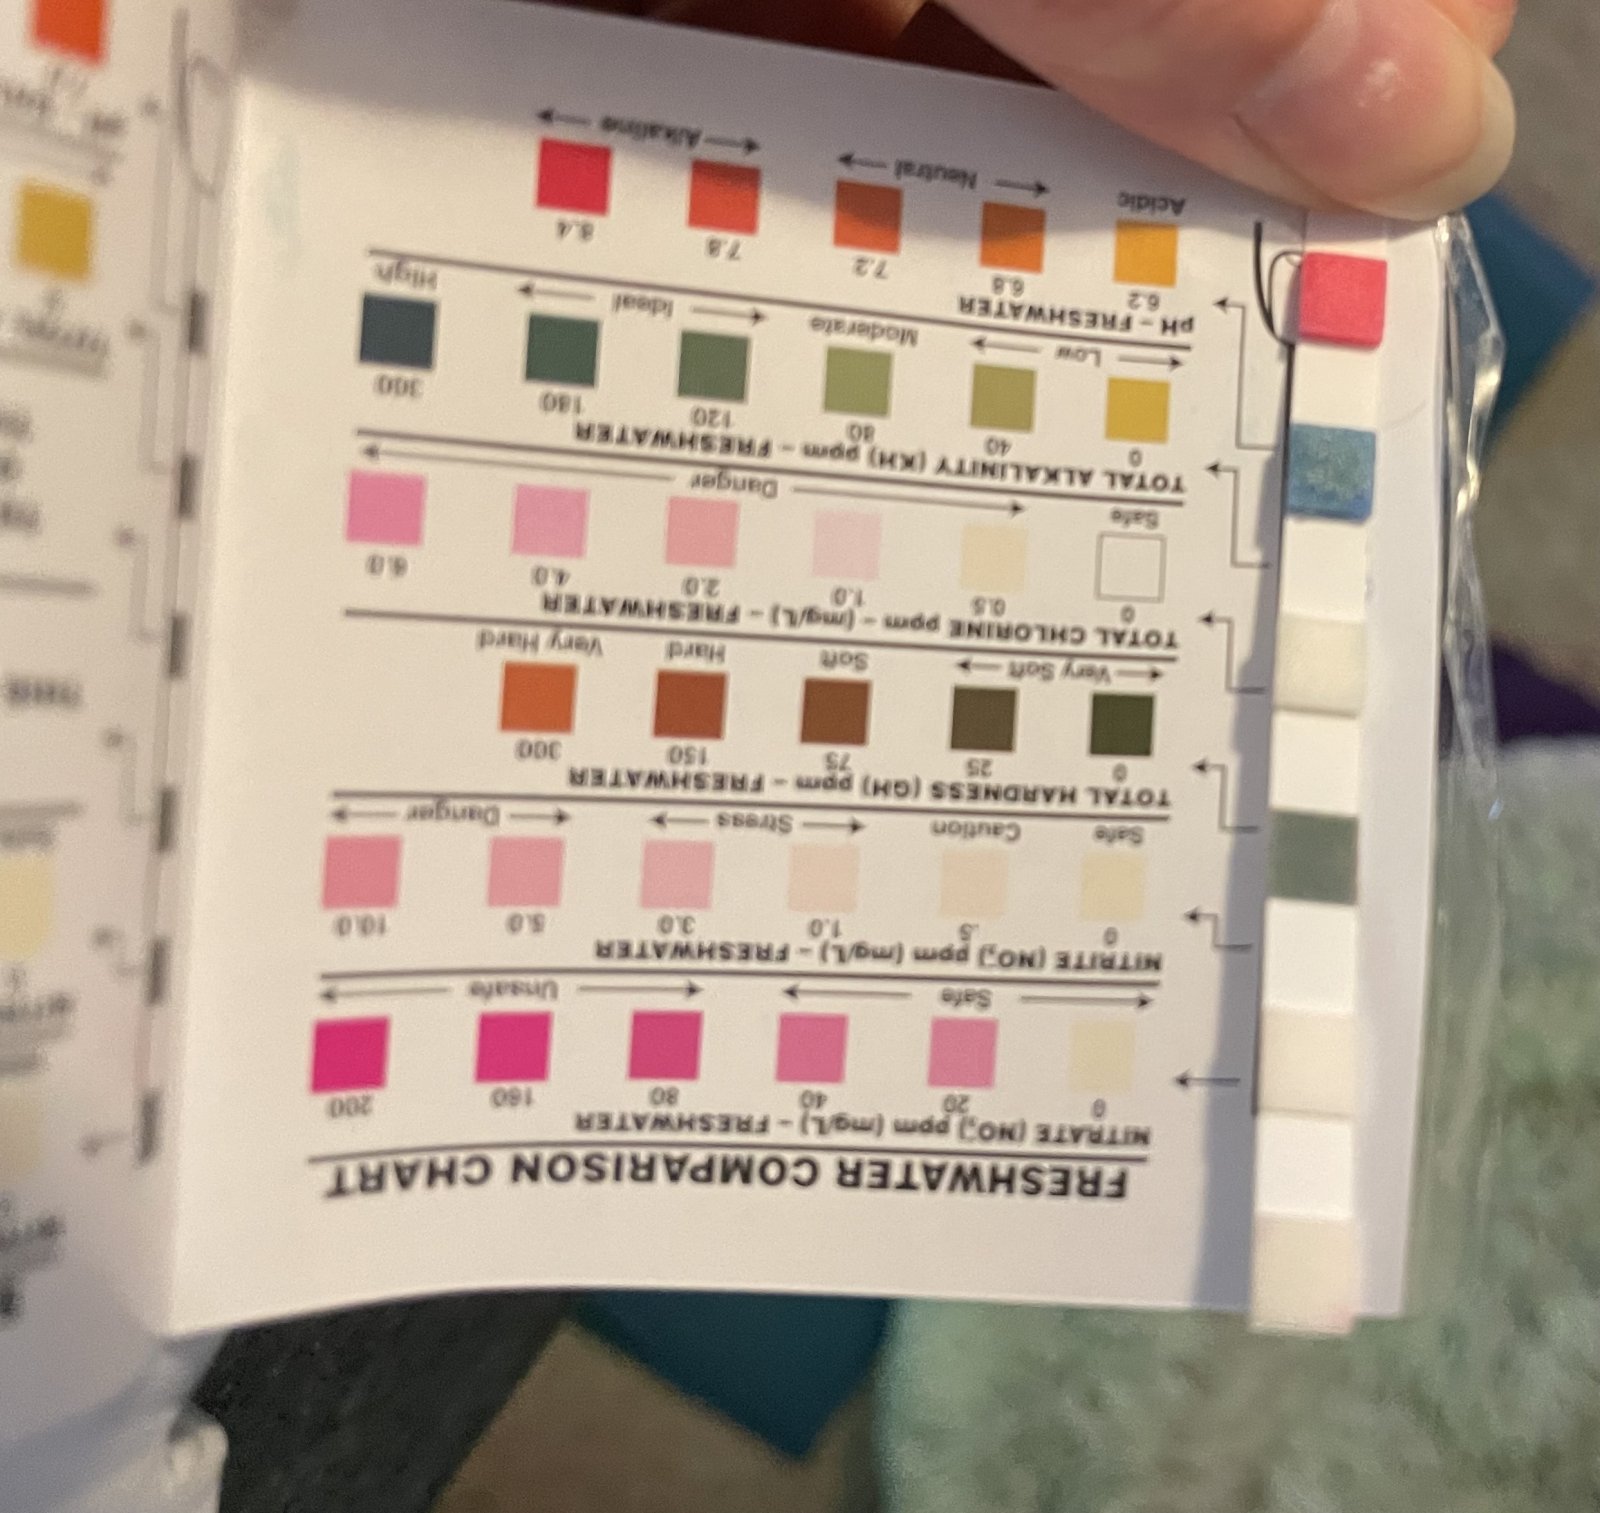 FRESHWATER COMPARISON CHART
NITRATE (NO₃⁻) ppm (mg/L) – FRESHWATER
0 20 40 80 160 200
Safe Unsafe
NITRITE (NO₂⁻) ppm (mg/L) – FRESHWATER
0 .5 1.0 3.0 5.0 10.0
Safe Caution Stress Danger
TOTAL HARDNESS (GH) ppm – FRESHWATER
0 25 75 150 300
Very Soft Soft Hard Very Hard
TOTAL CHLORINE ppm – (mg/L) – FRESHWATER
0 0.5 1.0 2.0 4.0 6.0
Safe Danger
TOTAL ALKALINITY (KH) ppm – FRESHWATER
0 40 80 120 180 300
Low Moderate Ideal High
pH – FRESHWATER
6.2 6.8 7.2 7.8 8.4
Acidic Neutral Alkaline